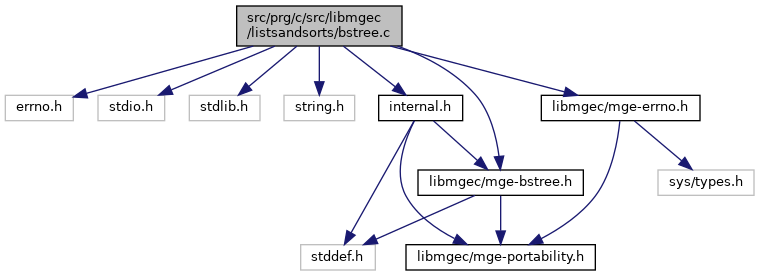 src/prg/c/src/libmgec
/listsandsorts/bstree.c
errno.h
stdio.h
stdlib.h
string.h
internal.h
libmgec/mge-errno.h
libmgec/mge-bstree.h
sys/types.h
stddef.h
libmgec/mge-portability.h